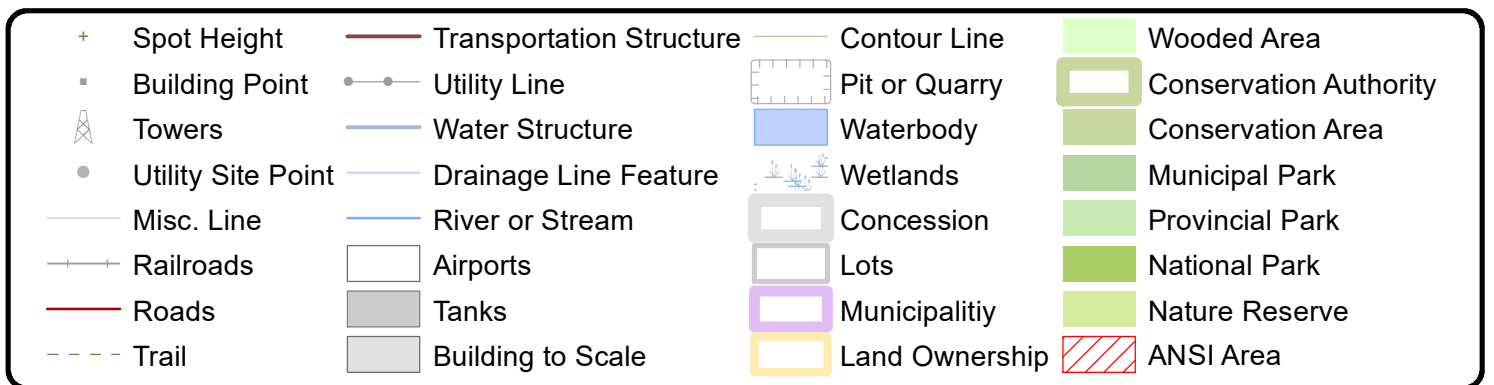 Spot Height
Building Point
Towers
Utility Site Point
Misc. Line
Railroads
Roads
Trail
Transportation Structure
Utility Line
Water Structure
Drainage Line Feature
River or Stream
Airports
Tanks
Building to Scale
Contour Line
Pit or Quarry
Waterbody
Wetlands
Concession
Lots
Municipalitiy
Land Ownership
Wooded Area
Conservation Authority
Conservation Area
Municipal Park
Provincial Park
National Park
Nature Reserve
ANSI Area